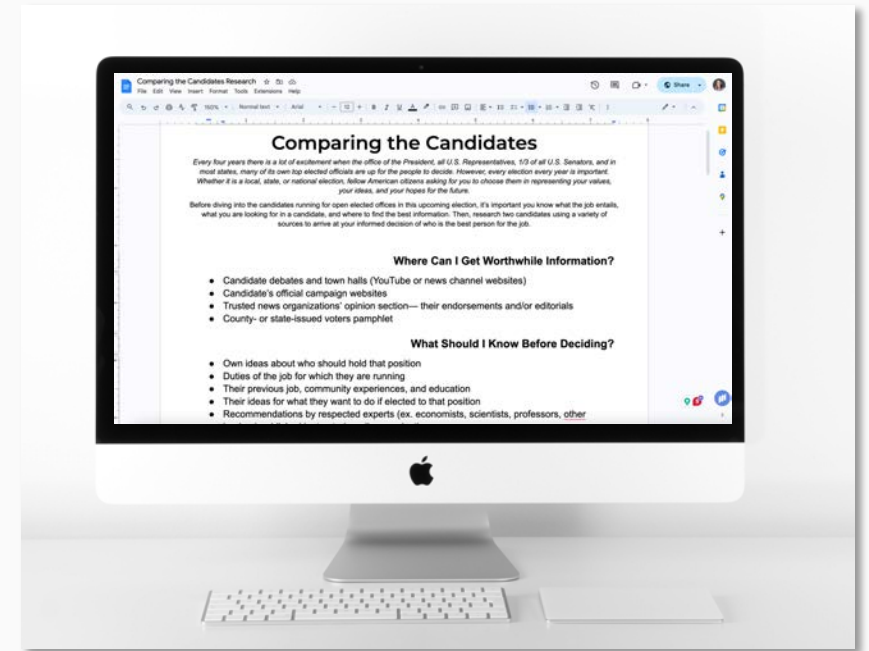 Comparing the Candidates Research
File Edit View Insert Format Tools Extensions Help
Share
150% Normal text Arial 12
Comparing the Candidates
Every four years there is a lot of excitement when the office of the President, all U.S. Representatives, 1/3 of all U.S. Senators, and in
most states, many of its own top elected officials are up for the people to decide. However, every election every year is important.
Whether it is a local, state, or national election, fellow American citizens asking for you to choose them in representing your values,
your ideas, and your hopes for the future.
Before diving into the candidates running for open elected offices in this upcoming election, it's important you know what the job entails,
what you are looking for in a candidate, and where to find the best information. Then, research two candidates using a variety of
sources to arrive at your informed decision of who is the best person for the job.
Where Can I Get Worthwhile Information?
● Candidate debates and town halls (YouTube or news channel websites)
● Candidate's official campaign websites
● Trusted news organizations' opinion section— their endorsements and/or editorials
● County- or state-issued voters pamphlet
What Should I Know Before Deciding?
● Own ideas about who should hold that position
● Duties of the job for which they are running
● Their previous job, community experiences, and education
● Their ideas for what they want to do if elected to that position
● Recommendations by respected experts (ex. economists, scientists, professors, other